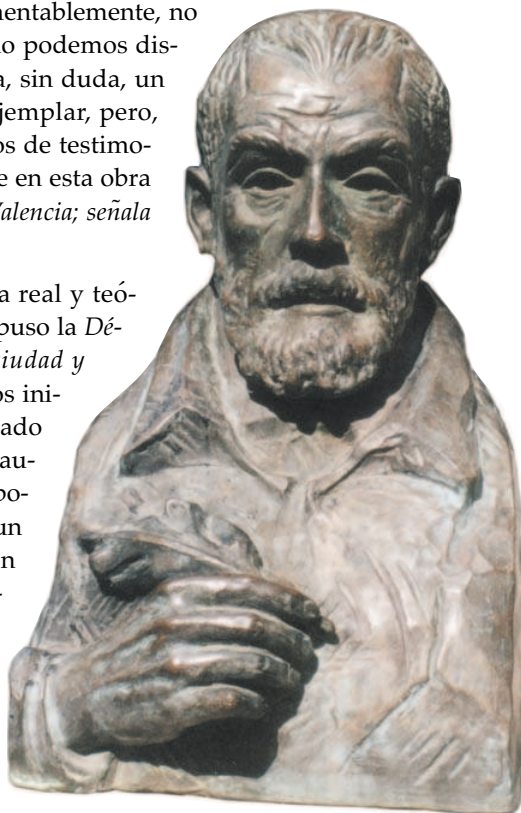 mentablemente, no
o podemos dis-
a, sin duda, un
jemplar, pero,
os de testimo-
e en esta obra
Valencia; señala
a real y teó-
puso la Dé-
iudad y
os ini-
ado
au-
bo-
un
n
-